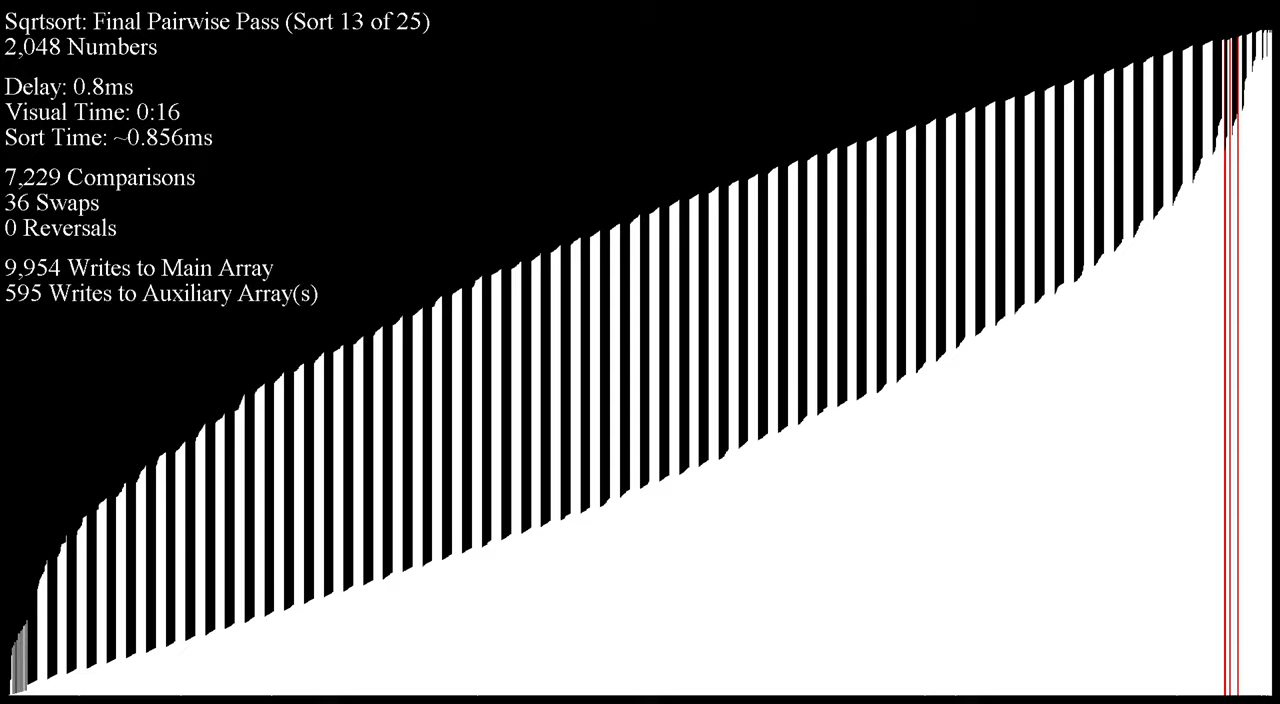 Sqrtsort: Final Pairwise Pass (Sort 13 of 25)
2,048 Numbers
Delay: 0.8ms
Visual Time: 0:16
Sort Time: ~0.856ms
7,229 Comparisons
36 Swaps
0 Reversals
9,954 Writes to Main Array
595 Writes to Auxiliary Array(s)